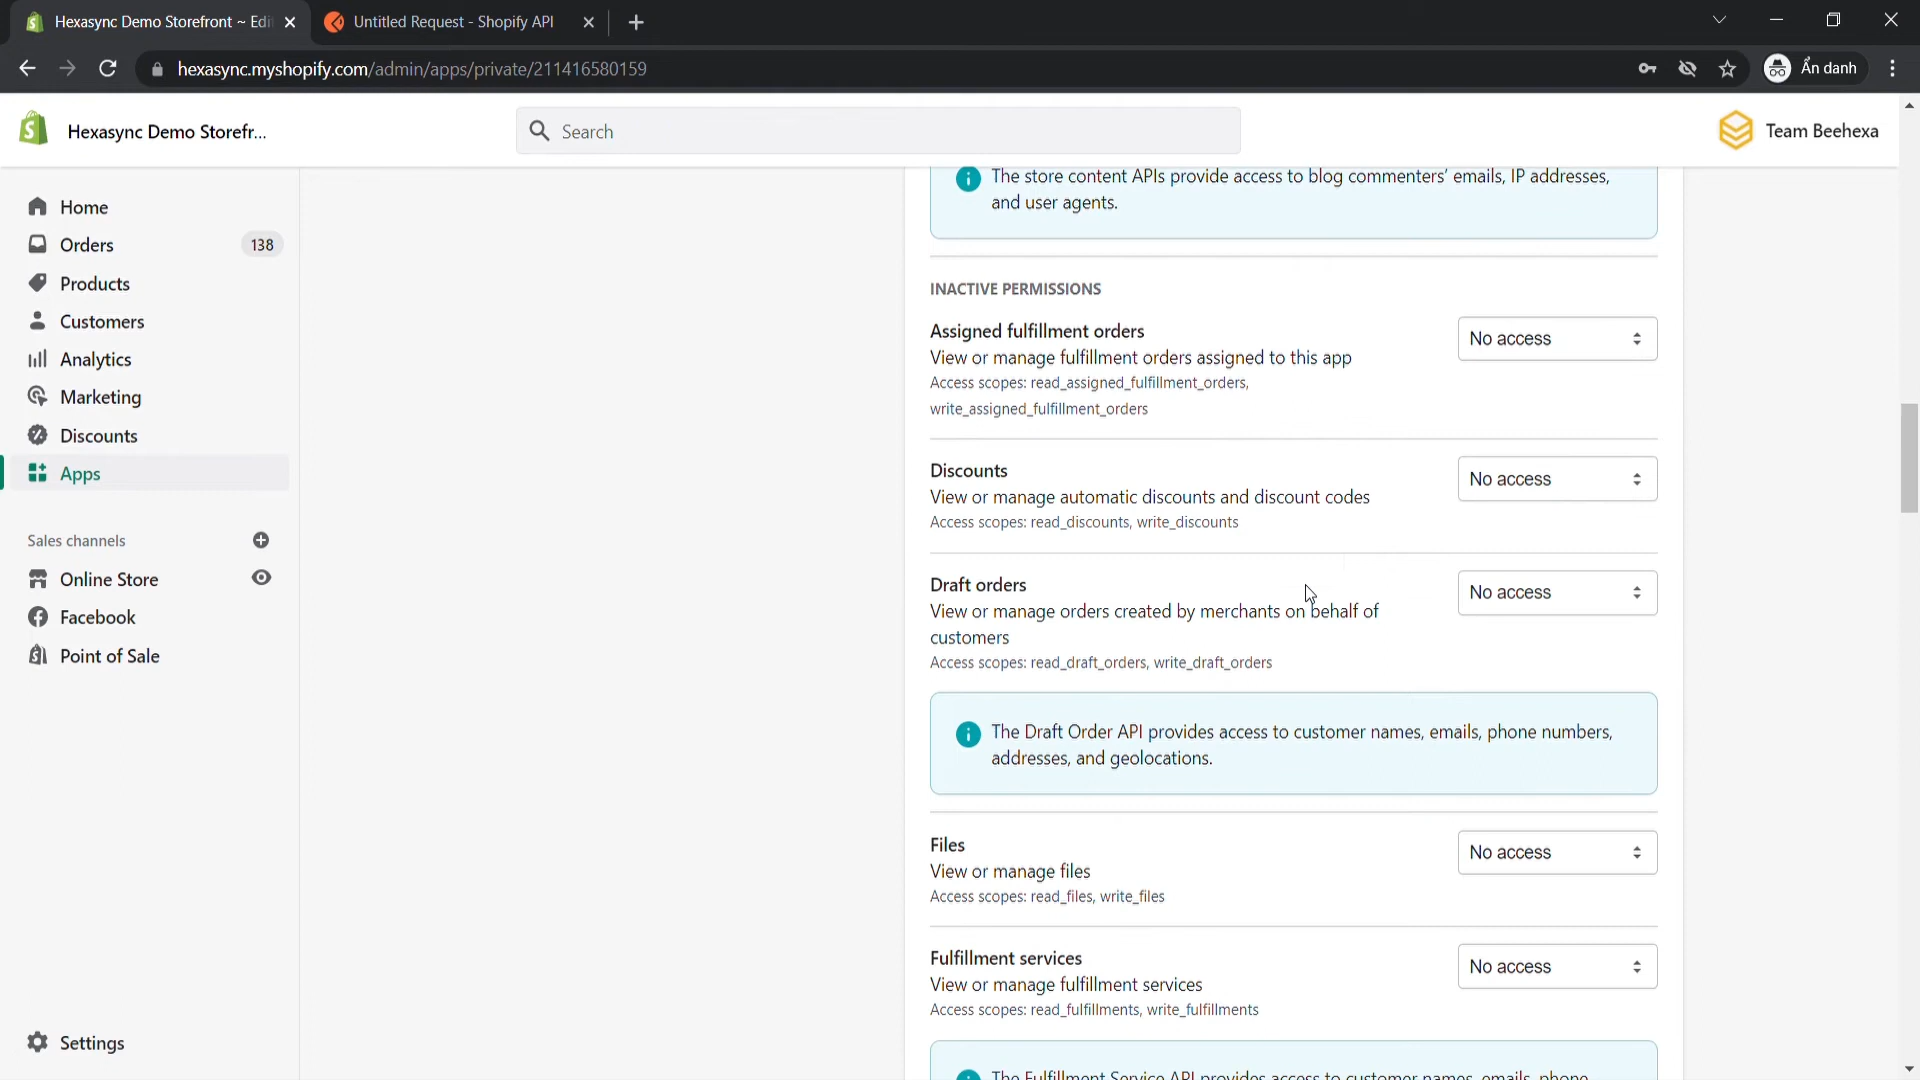 Hexasync Demo Storefront ~ Edi
Untitled Request - Shopify API
hexasync.myshopify.com/admin/apps/private/211416580159
Ẩn danh
Hexasync Demo Storefr...
Search
Team Beehexa
Home
Orders
138
Products
Customers
Analytics
Marketing
Discounts
Apps
Sales channels
Online Store
Facebook
Point of Sale
Settings
The store content APIs provide access to blog commenters' emails, IP addresses,
and user agents.
INACTIVE PERMISSIONS
Assigned fulfillment orders
No access
View or manage fulfillment orders assigned to this app
Access scopes: read_assigned_fulfillment_orders,
write_assigned_fulfillment_orders
Discounts
No access
View or manage automatic discounts and discount codes
Access scopes: read_discounts, write_discounts
Draft orders
No access
View or manage orders created by merchants on behalf of
customers
Access scopes: read_draft_orders, write_draft_orders
The Draft Order API provides access to customer names, emails, phone numbers,
addresses, and geolocations.
Files
No access
View or manage files
Access scopes: read_files, write_files
Fulfillment services
No access
View or manage fulfillment services
Access scopes: read_fulfillments, write_fulfillments
The Fulfillment Service API provides access to customer names, emails, phone